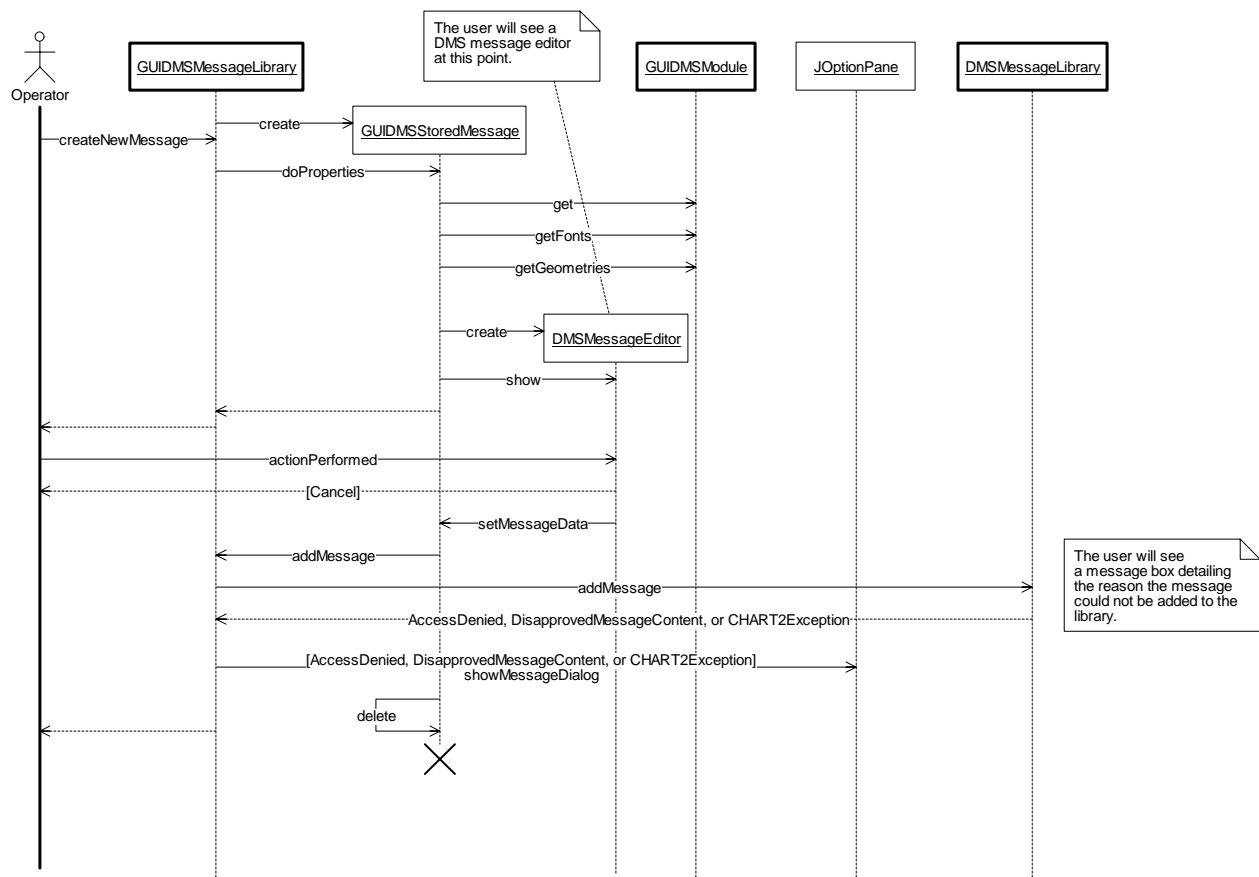 The user will see a
DMS message editor
at this point.
Operator
GUIDMSMessageLibrary
GUIDMSModule
JOptionPane
DMSMessageLibrary
create
GUIDMSStoredMessage
createNewMessage
doProperties
get
getFonts
getGeometries
create
DMSMessageEditor
show
actionPerformed
[Cancel]
setMessageData
addMessage
The user will see
a message box detailing
the reason the message
could not be added to the
library.
addMessage
AccessDenied, DisapprovedMessageContent, or CHART2Exception
[AccessDenied, DisapprovedMessageContent, or CHART2Exception]
showMessageDialog
delete